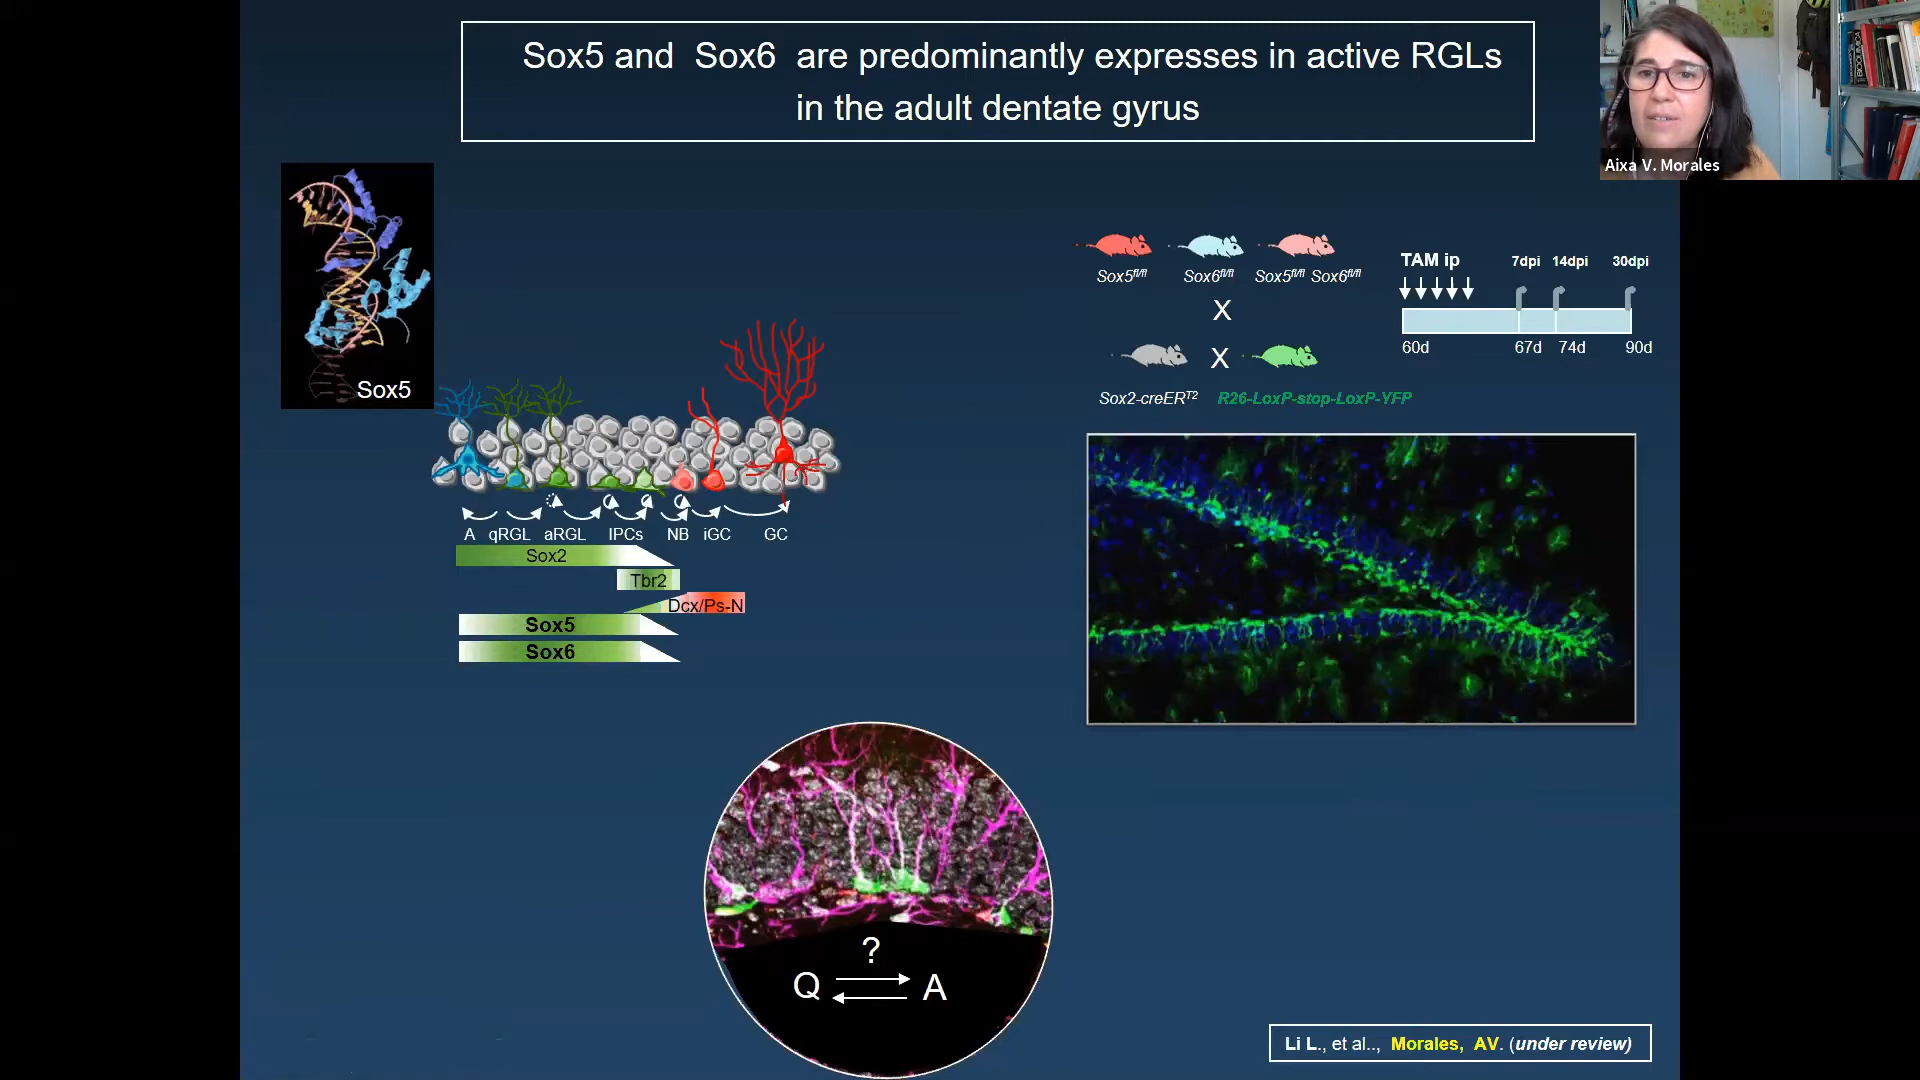 Sox5 and Sox6 are predominantly expresses in active RGLs
in the adult dentate gyrus
Aixa V. Morales
Sox5
A qRGL aRGL IPCs NB iGC GC
Sox2
Tbr2
Dcx/Ps-N
Sox5
Sox6
Sox5fl/fl Sox6fl/fl Sox5fl/fl Sox6fl/fl
X
X
Sox2-creERT2 R26-LoxP-stop-LoxP-YFP
TAM ip 7dpi 14dpi 30dpi
60d 67d 74d 90d
?
Q A
Li L., et al.., Morales, AV. (under review)